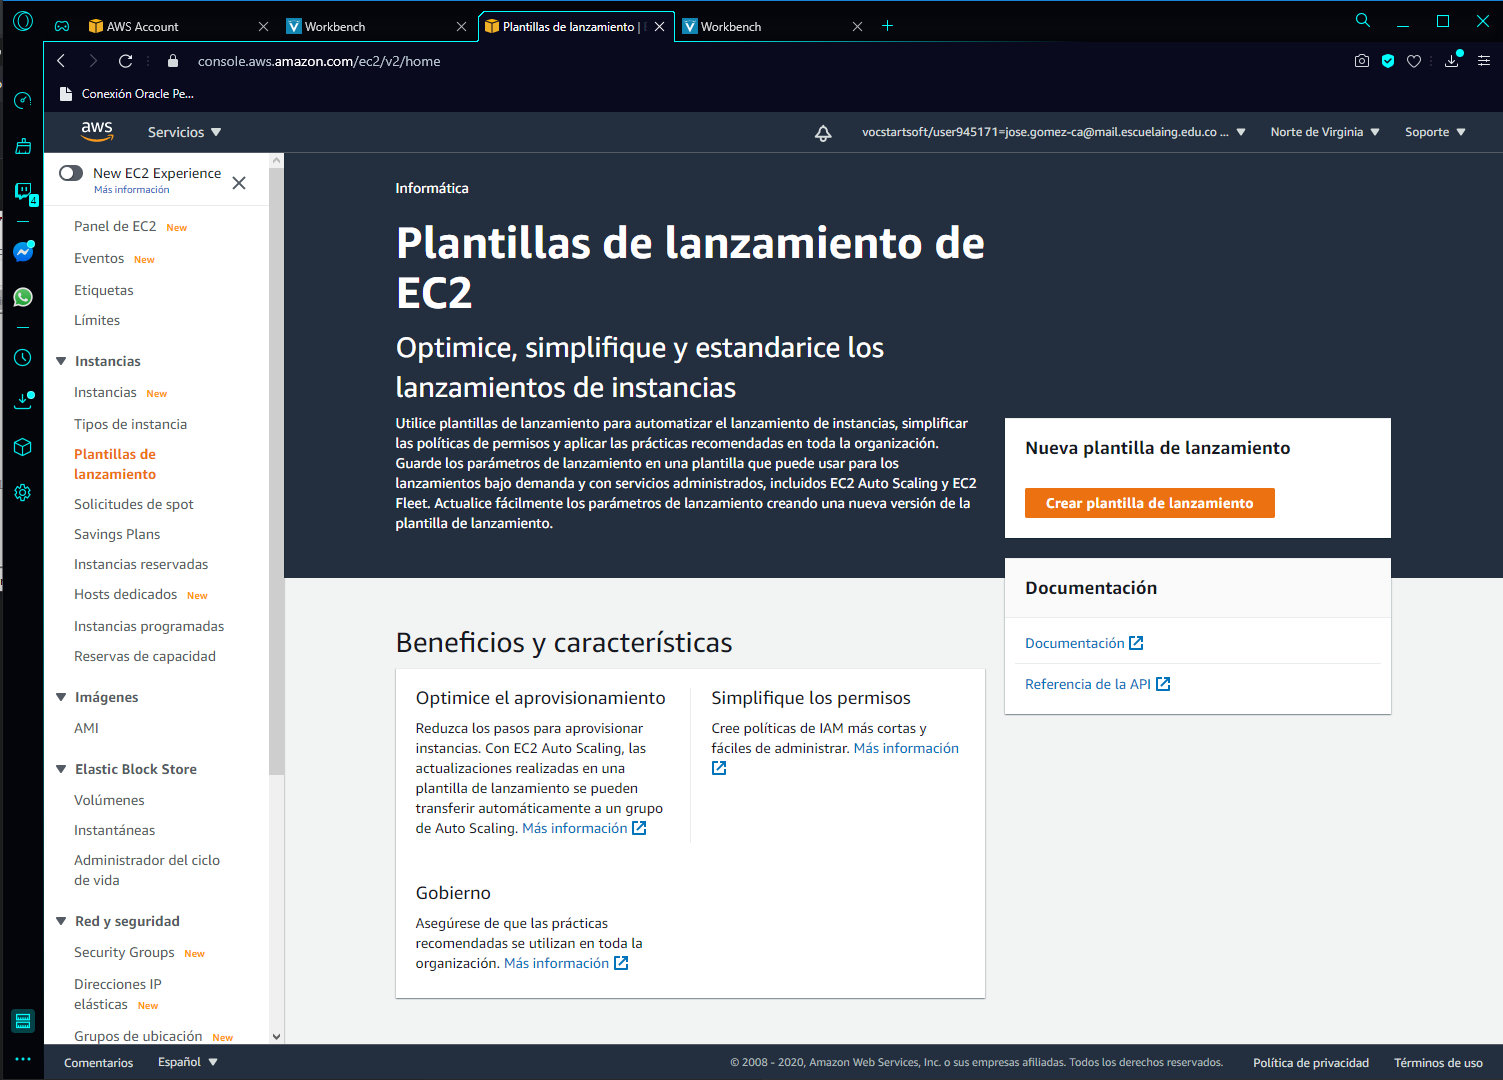 AWS Account
Workbench
Plantillas de lanzamiento |
Workbench
console.aws.amazon.com/ec2/v2/home
Conexión Oracle Pe...
aws
Servicios
vocstartsoft/user945171=jose.gomez-ca@mail.escuelaing.edu.co ...
Norte de Virginia
Soporte
4
New EC2 Experience
Más información
Panel de EC2 New
Eventos New
Etiquetas
Límites
Instancias
Instancias New
Tipos de instancia
Plantillas de
lanzamiento
Solicitudes de spot
Savings Plans
Instancias reservadas
Hosts dedicados New
Instancias programadas
Reservas de capacidad
Imágenes
AMI
Elastic Block Store
Volúmenes
Instantáneas
Administrador del ciclo
de vida
Red y seguridad
Security Groups New
Direcciones IP
elásticas New
Grupos de ubicación New
Informática
Plantillas de lanzamiento de
EC2
Optimice, simplifique y estandarice los
lanzamientos de instancias
Utilice plantillas de lanzamiento para automatizar el lanzamiento de instancias, simplificar
las políticas de permisos y aplicar las prácticas recomendadas en toda la organización.
Guarde los parámetros de lanzamiento en una plantilla que puede usar para los
lanzamientos bajo demanda y con servicios administrados, incluidos EC2 Auto Scaling y EC2
Fleet. Actualice fácilmente los parámetros de lanzamiento creando una nueva versión de la
plantilla de lanzamiento.
Nueva plantilla de lanzamiento
Crear plantilla de lanzamiento
Documentación
Documentación
Referencia de la API
Beneficios y características
Optimice el aprovisionamiento
Reduzca los pasos para aprovisionar
instancias. Con EC2 Auto Scaling, las
actualizaciones realizadas en una
plantilla de lanzamiento se pueden
transferir automáticamente a un grupo
de Auto Scaling. Más información
Simplifique los permisos
Cree políticas de IAM más cortas y
fáciles de administrar. Más información
Gobierno
Asegúrese de que las prácticas
recomendadas se utilizan en toda la
organización. Más información
Comentarios
Español
© 2008 - 2020, Amazon Web Services, Inc. o sus empresas afiliadas. Todos los derechos reservados.
Política de privacidad
Términos de uso